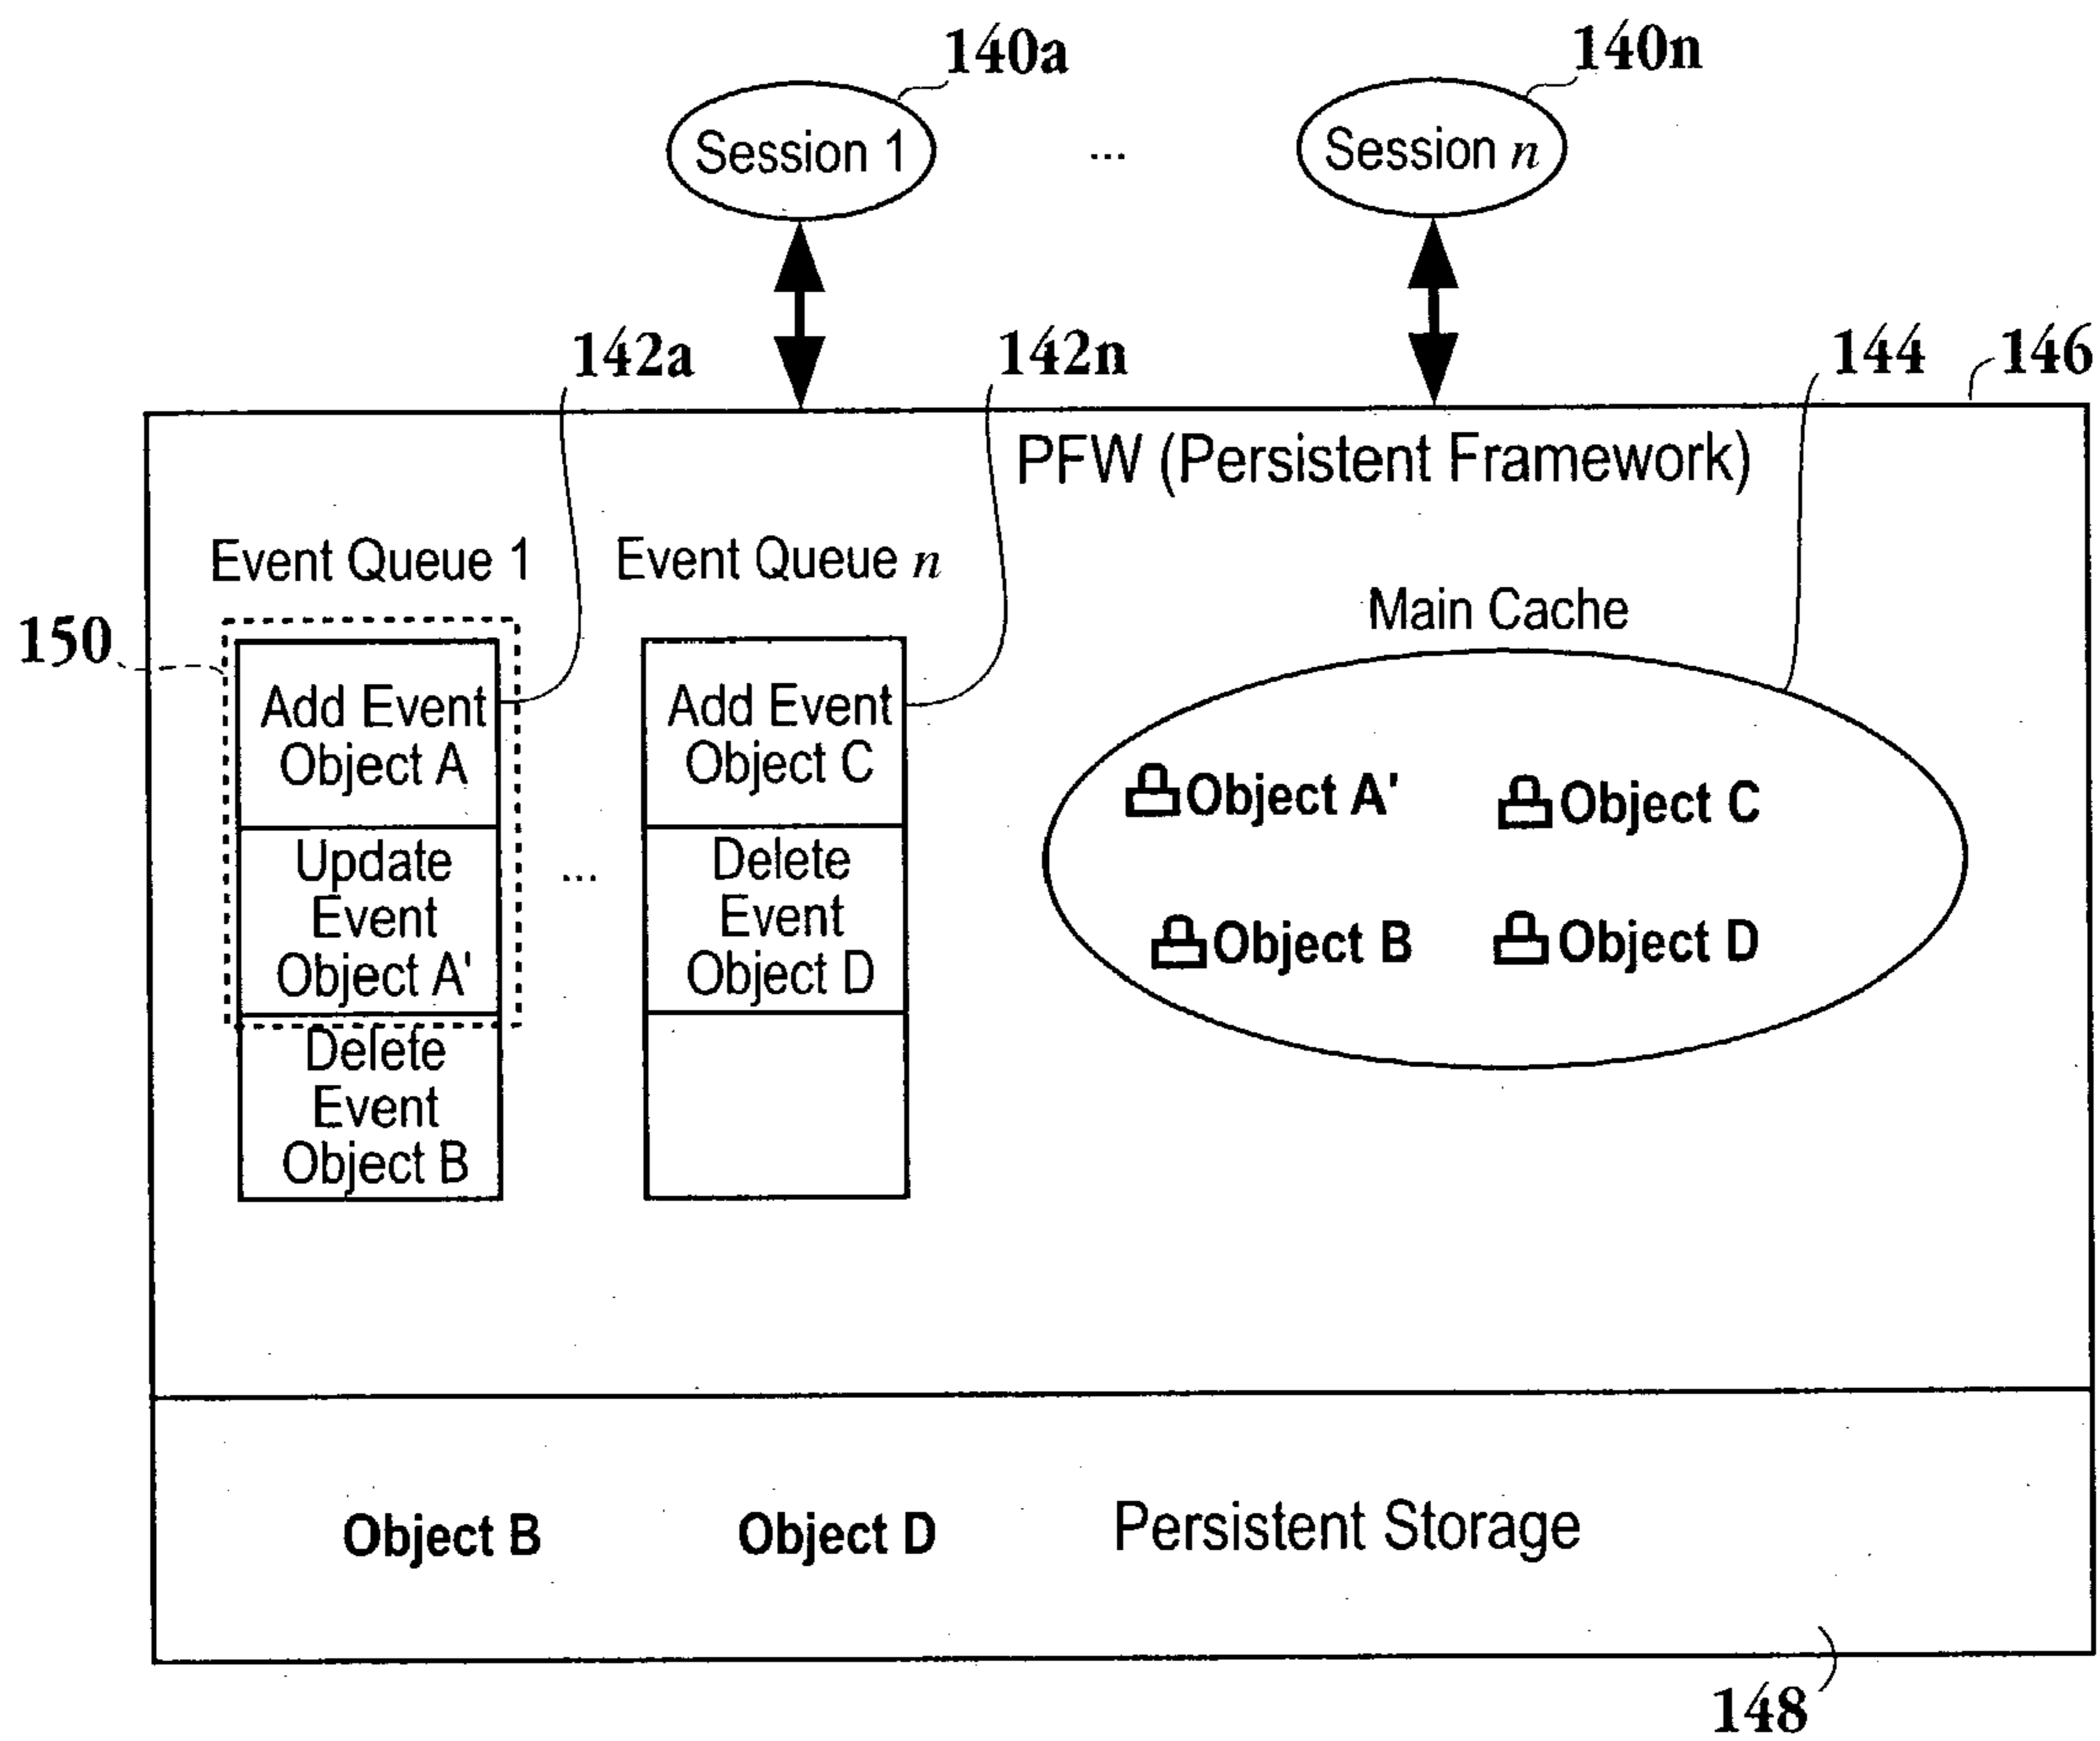 140a
140n
Session 1
...
Session n
142a
142n
144
146
PFW (Persistent Framework)
Event Queue 1
Event Queue n
Main Cache
150
Add Event
Object A
Update
Event
Object A'
Delete
Event
Object B
...
Add Event
Object C
Delete
Event
Object D
Object A'
Object C
Object B
Object D
Object B
Object D
Persistent Storage
148